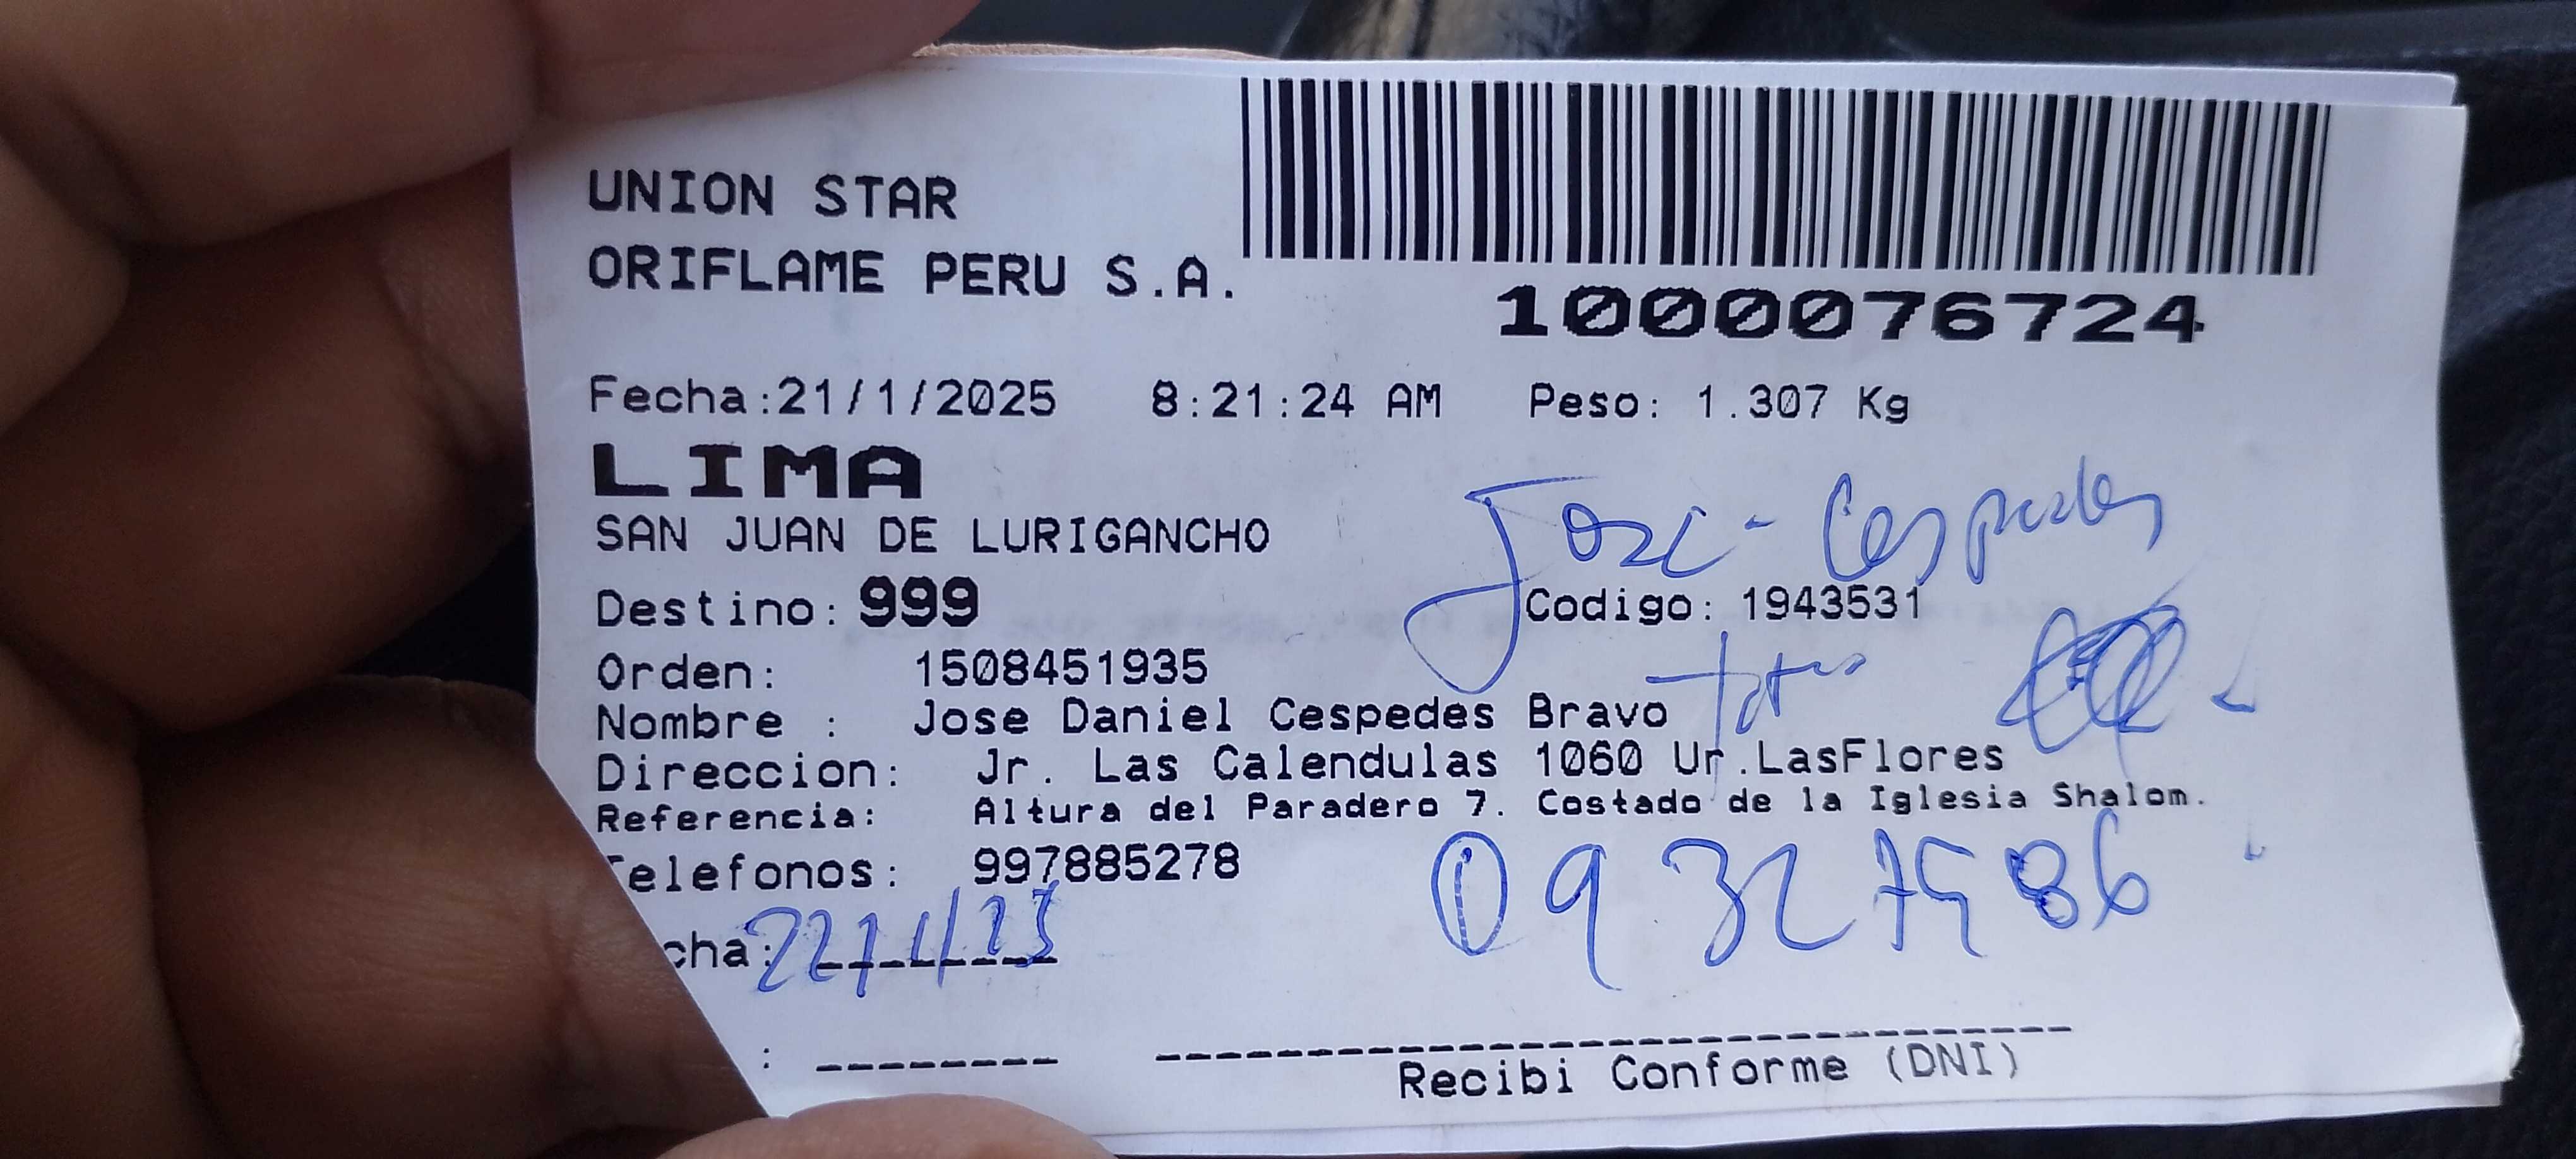 UNION STAR
ORIFLAME PERU S.A.
1000076724
Fecha:21/1/2025 8:21:24 AM Peso: 1.307 Kg
LIMA
SAN JUAN DE LURIGANCHO
Jose - Cespedes
Destino: 999 Codigo: 1943531
Orden: 1508451935
Nombre : Jose Daniel Cespedes Bravo
Direccion: Jr. Las Calendulas 1060 Ur.LasFlores
Referencia: Altura del Paradero 7. Costado de la Iglesia Shalom.
Telefonos: 997885278
09327586
cha:
: --------
Recibi Conforme (DNI)